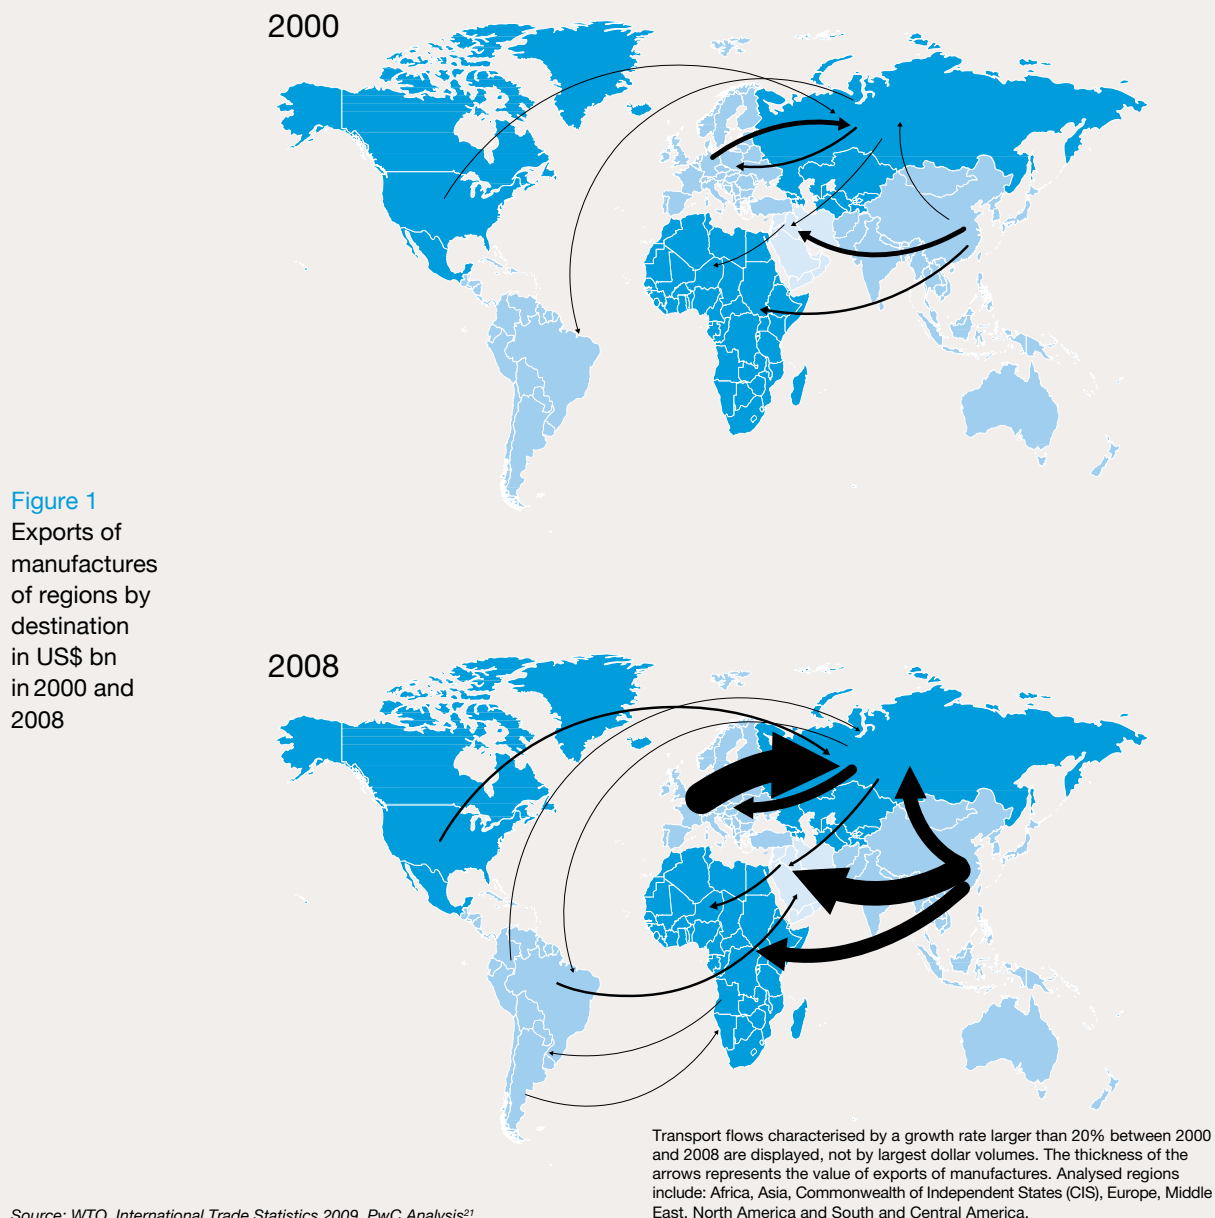 2000
Figure 1
Exports of
manufactures
of regions by
destination
in US$ bn
in 2000 and
2008
2008
Transport flows characterised by a growth rate larger than 20% between 2000
and 2008 are displayed, not by largest dollar volumes. The thickness of the
arrows represents the value of exports of manufactures. Analysed regions
include: Africa, Asia, Commonwealth of Independent States (CIS), Europe, Middle
East, North America and South and Central America.
Source: WTO, International Trade Statistics 2009, PwC Analysis²¹